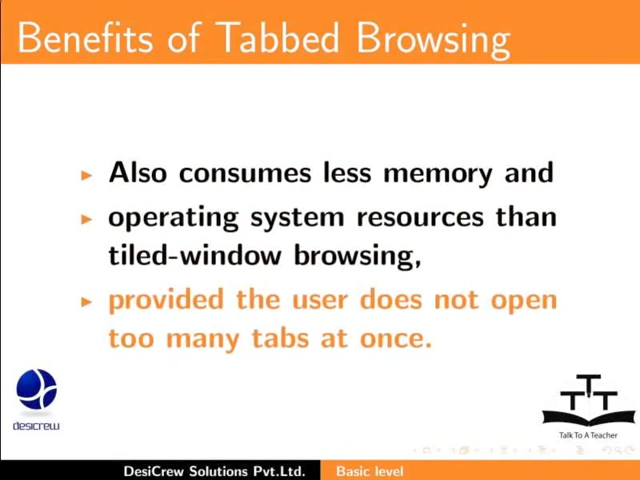 Benefits of Tabbed Browsing
Also consumes less memory and
operating system resources than
tiled-window browsing,
provided the user does not open
too many tabs at once.
desicrew
TTT
Talk To A Teacher
DesiCrew Solutions Pvt.Ltd. Basic level